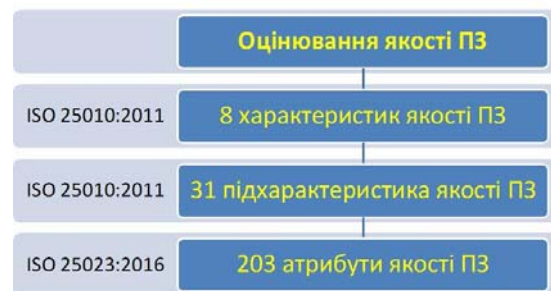 Оцінювання якості ПЗ
ISO 25010:2011 8 характеристик якості ПЗ
ISO 25010:2011 31 підхарактеристика якості ПЗ
ISO 25023:2016 203 атрибути якості ПЗ